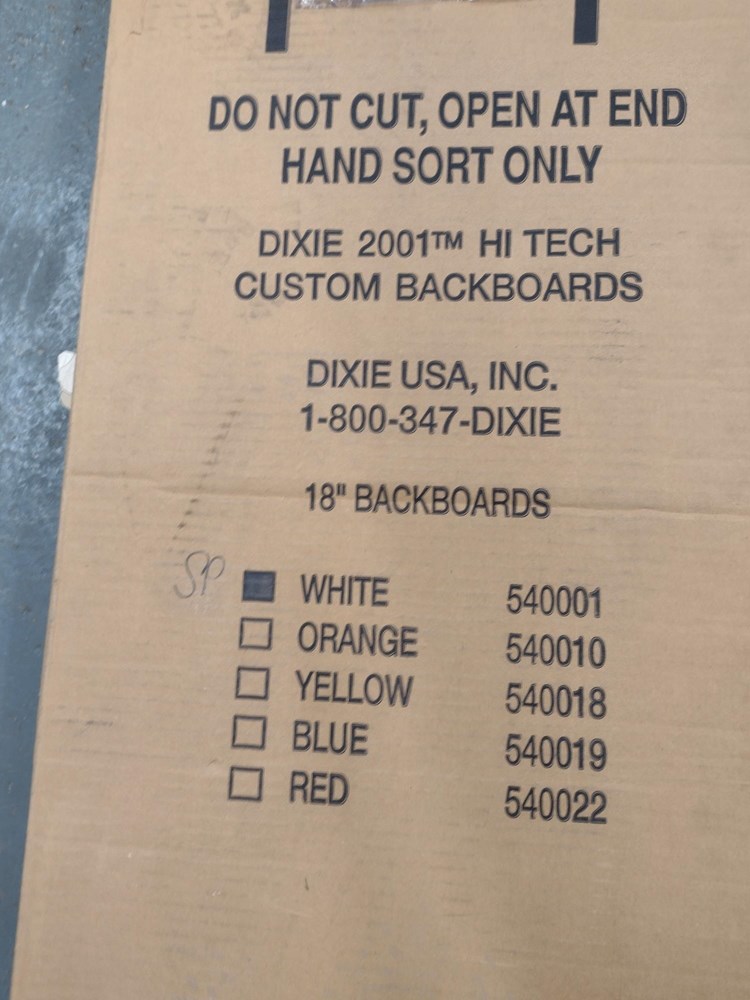 DO NOT CUT, OPEN AT END
HAND SORT ONLY
DIXIE 2001™ HI TECH
CUSTOM BACKBOARDS
DIXIE USA, INC.
1-800-347-DIXIE
18" BACKBOARDS
SP ■ WHITE 540001
□ ORANGE 540010
□ YELLOW 540018
□ BLUE 540019
□ RED 540022